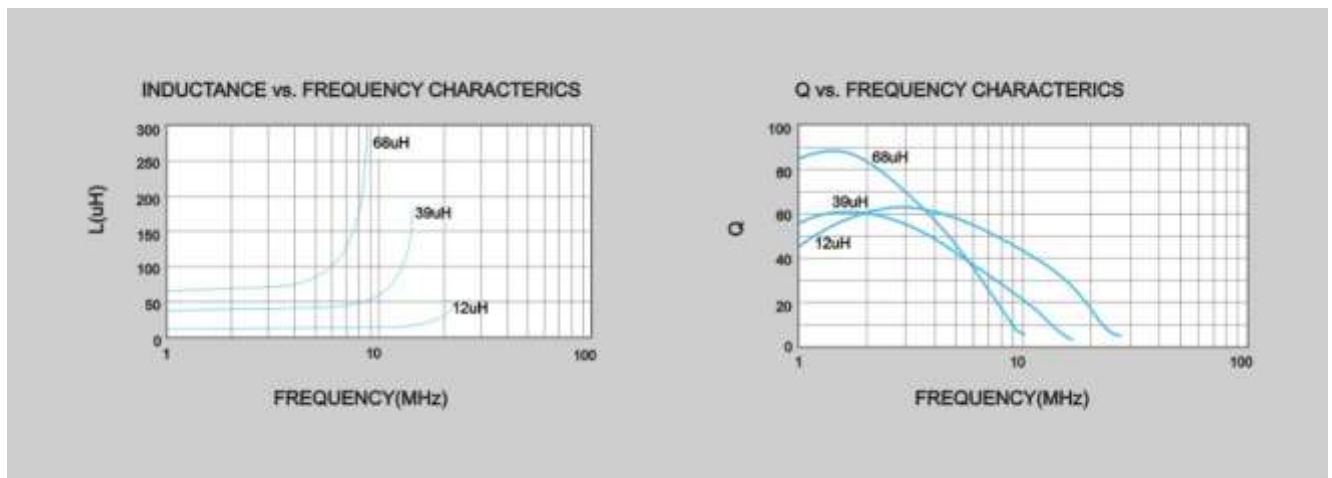 INDUCTANCE vs. FREQUENCY CHARACTERICS
300
250
200
150
100
50
0
L(uH)
68uH
39uH
12uH
1
10
100
FREQUENCY(MHz)
Q vs. FREQUENCY CHARACTERICS
100
80
60
40
20
0
Q
68uH
39uH
12uH
1
10
100
FREQUENCY(MHz)